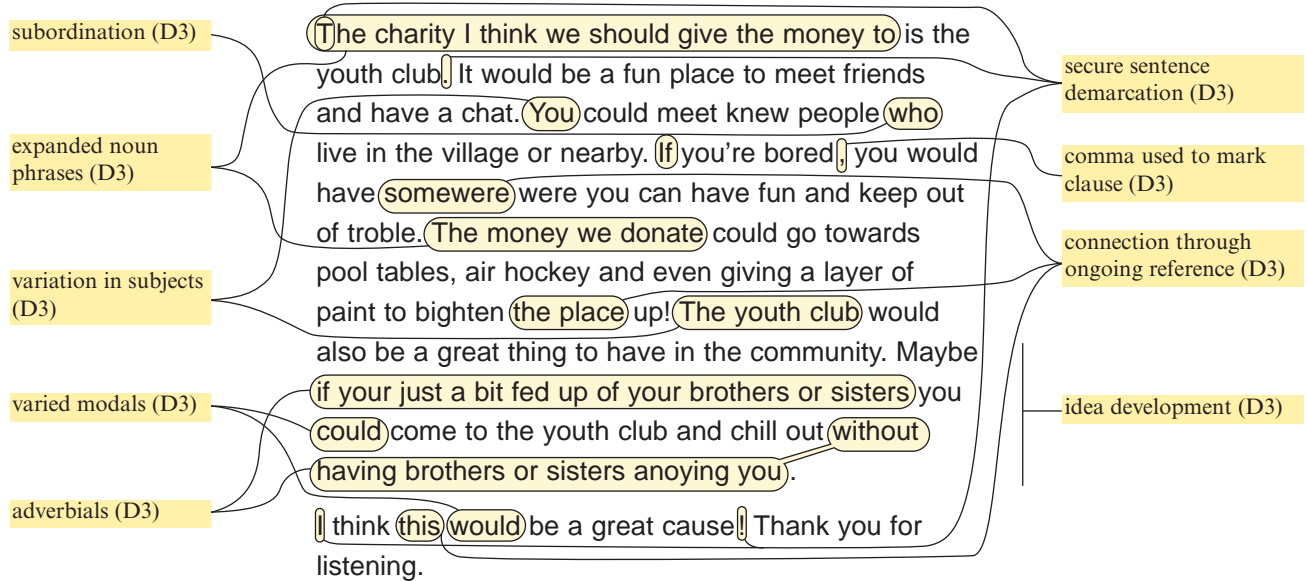 subordination (D3)
expanded noun
phrases (D3)
variation in subjects
(D3)
varied modals (D3)
adverbials (D3)
The charity I think we should give the money to is the
youth club. It would be a fun place to meet friends
and have a chat. You could meet knew people who
live in the village or nearby. If you’re bored, you would
have somewere were you can have fun and keep out
of troble. The money we donate could go towards
pool tables, air hockey and even giving a layer of
paint to bighten the place up! The youth club would
also be a great thing to have in the community. Maybe
if your just a bit fed up of your brothers or sisters you
could come to the youth club and chill out without
having brothers or sisters anoying you.
I think this would be a great cause! Thank you for
listening.
secure sentence
demarcation (D3)
comma used to mark
clause (D3)
connection through
ongoing reference (D3)
idea development (D3)